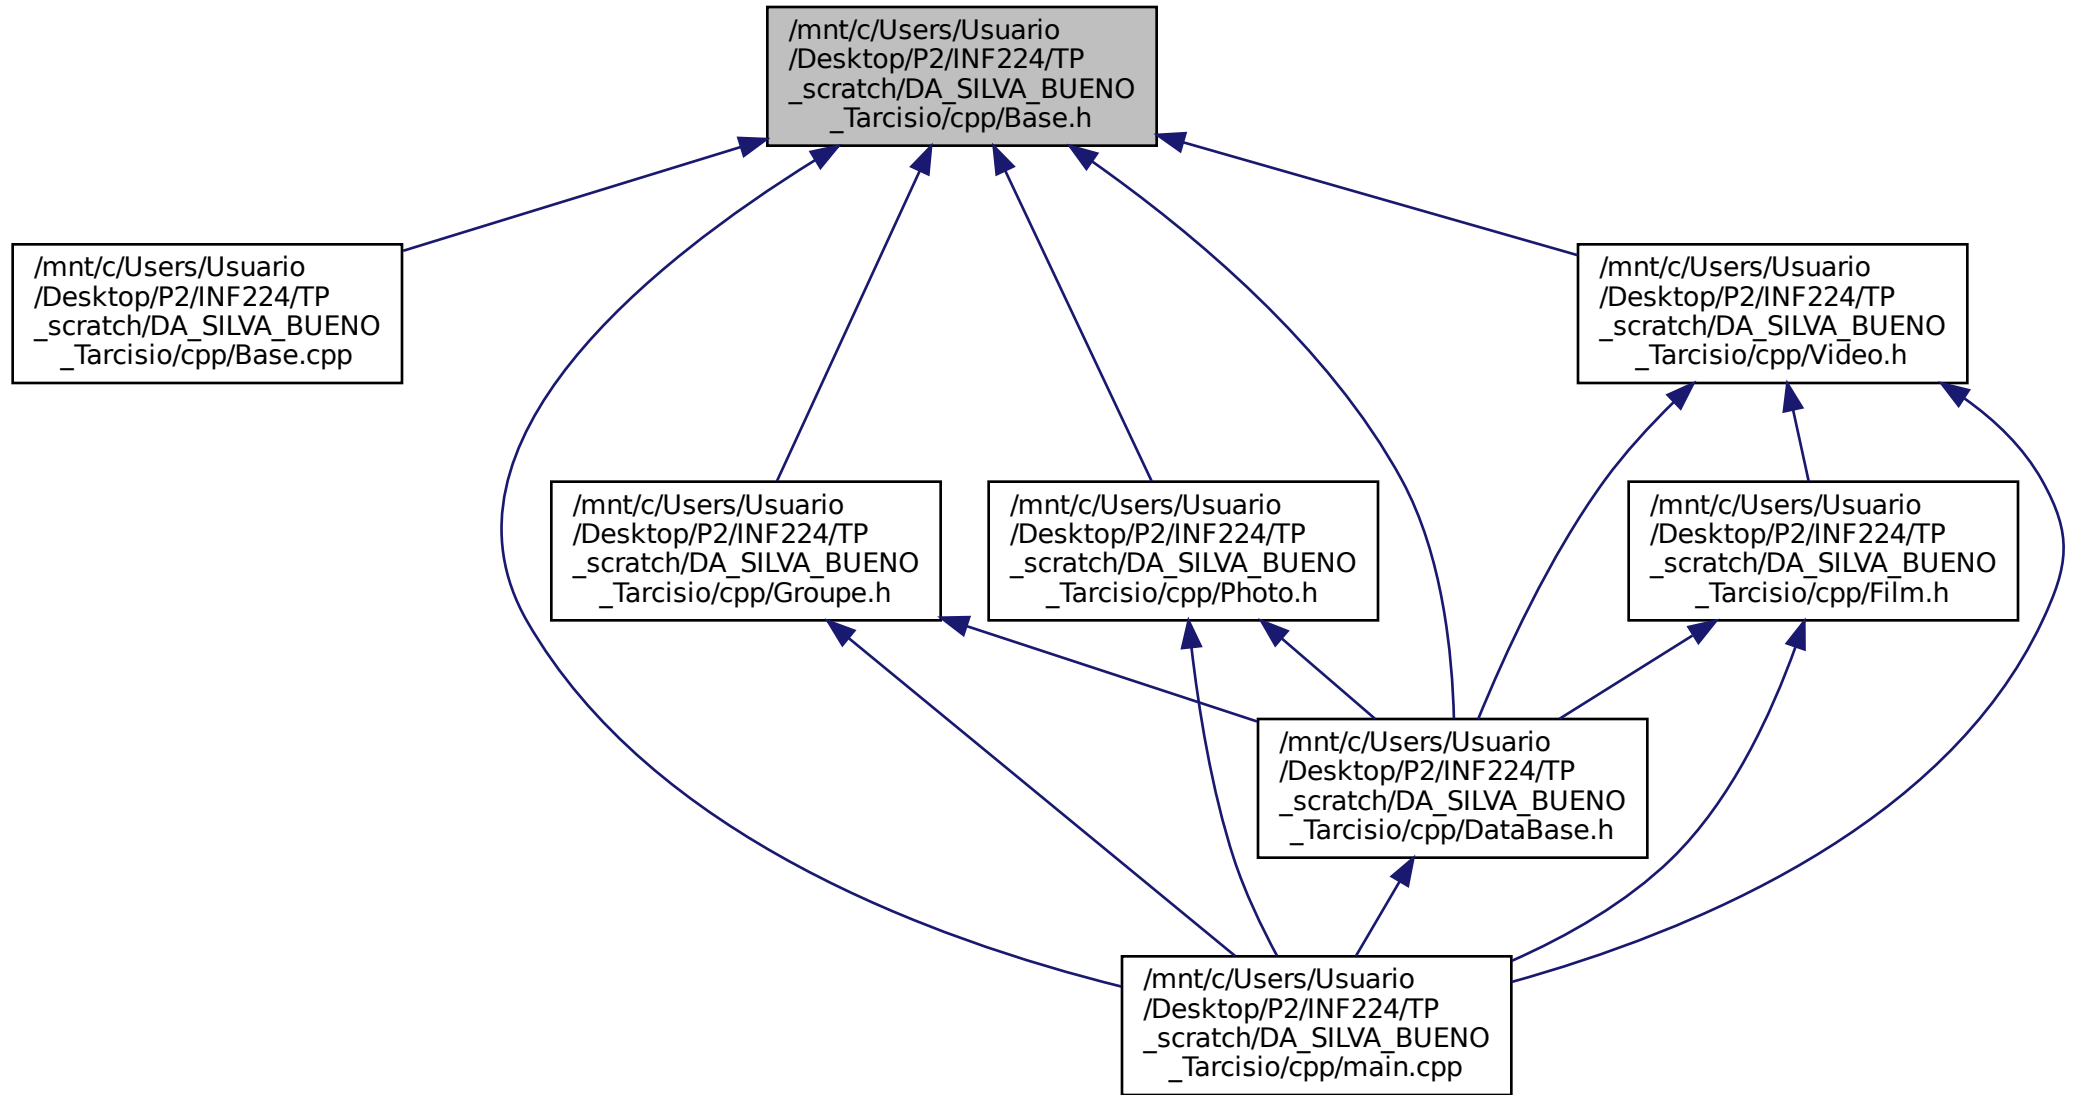 /mnt/c/Users/Usuario
/Desktop/P2/INF224/TP
_scratch/DA_SILVA_BUENO
_Tarcisio/cpp/Base.h
/mnt/c/Users/Usuario
/Desktop/P2/INF224/TP
_scratch/DA_SILVA_BUENO
_Tarcisio/cpp/Base.cpp
/mnt/c/Users/Usuario
/Desktop/P2/INF224/TP
_scratch/DA_SILVA_BUENO
_Tarcisio/cpp/Video.h
/mnt/c/Users/Usuario
/Desktop/P2/INF224/TP
_scratch/DA_SILVA_BUENO
_Tarcisio/cpp/Groupe.h
/mnt/c/Users/Usuario
/Desktop/P2/INF224/TP
_scratch/DA_SILVA_BUENO
_Tarcisio/cpp/Photo.h
/mnt/c/Users/Usuario
/Desktop/P2/INF224/TP
_scratch/DA_SILVA_BUENO
_Tarcisio/cpp/Film.h
/mnt/c/Users/Usuario
/Desktop/P2/INF224/TP
_scratch/DA_SILVA_BUENO
_Tarcisio/cpp/DataBase.h
/mnt/c/Users/Usuario
/Desktop/P2/INF224/TP
_scratch/DA_SILVA_BUENO
_Tarcisio/cpp/main.cpp